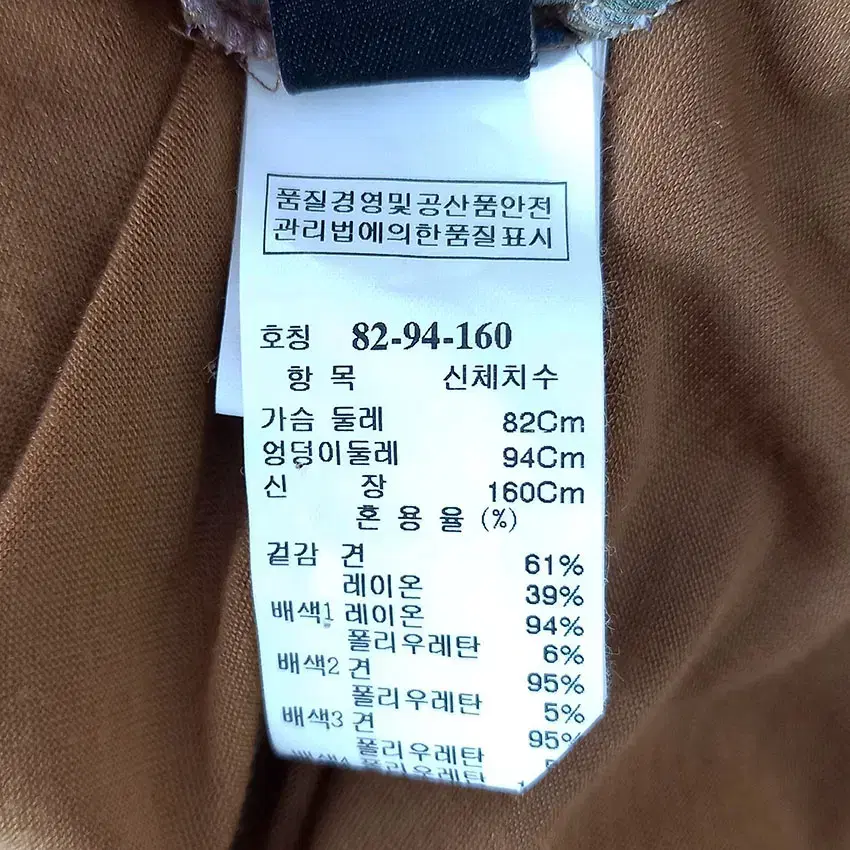 품질경영및공산품안전
관리법에의한품질표시
호칭 82-94-160
항 목 신체치수
가슴 둘레 82Cm
엉덩이둘레 94Cm
신 장 160Cm
혼 용 율 (%)
겉감 견 61%
레이온 39%
배색1 레이온 94%
폴리우레탄 6%
배색2 견 95%
폴리우레탄 5%
배색3 견 95%
폴리우레탄
레이온